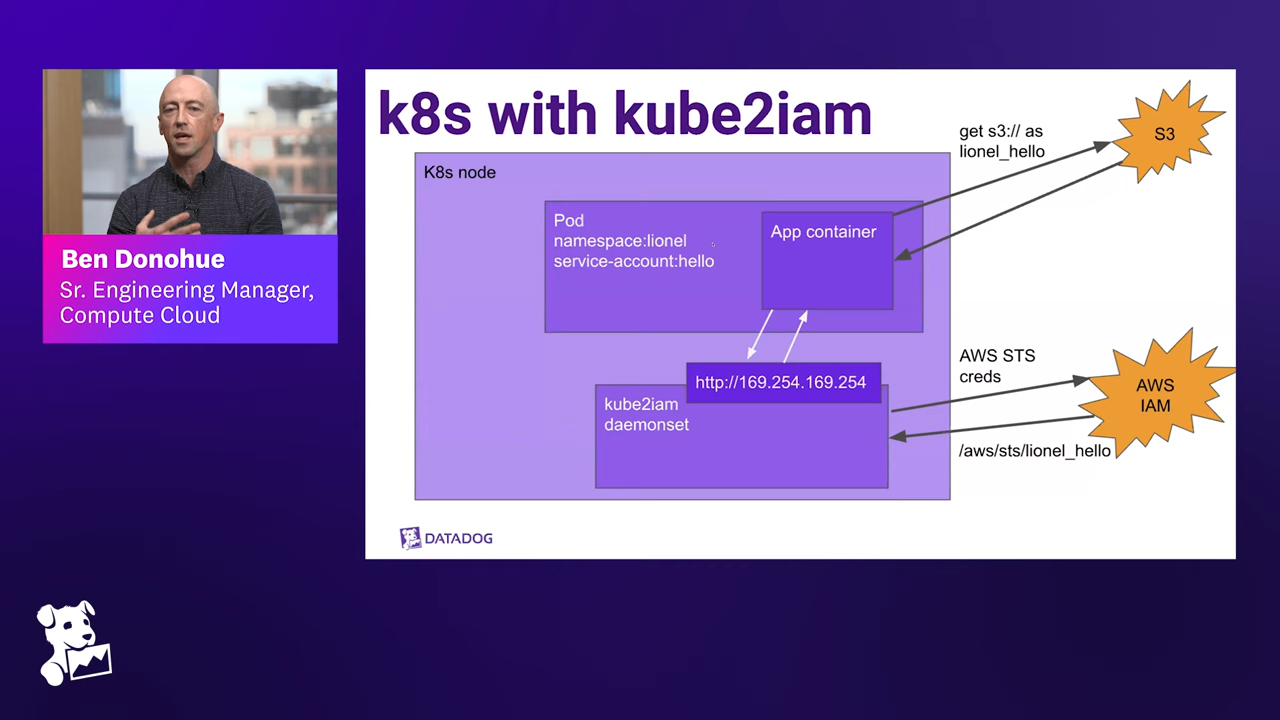 Ben Donohue
Sr. Engineering Manager,
Compute Cloud
k8s with kube2iam
K8s node
Pod
namespace:lionel
service-account:hello
App container
get s3:// as
lionel_hello
S3
http://169.254.169.254
kube2iam
daemonset
AWS STS
creds
AWS
IAM
/aws/sts/lionel_hello
DATADOG